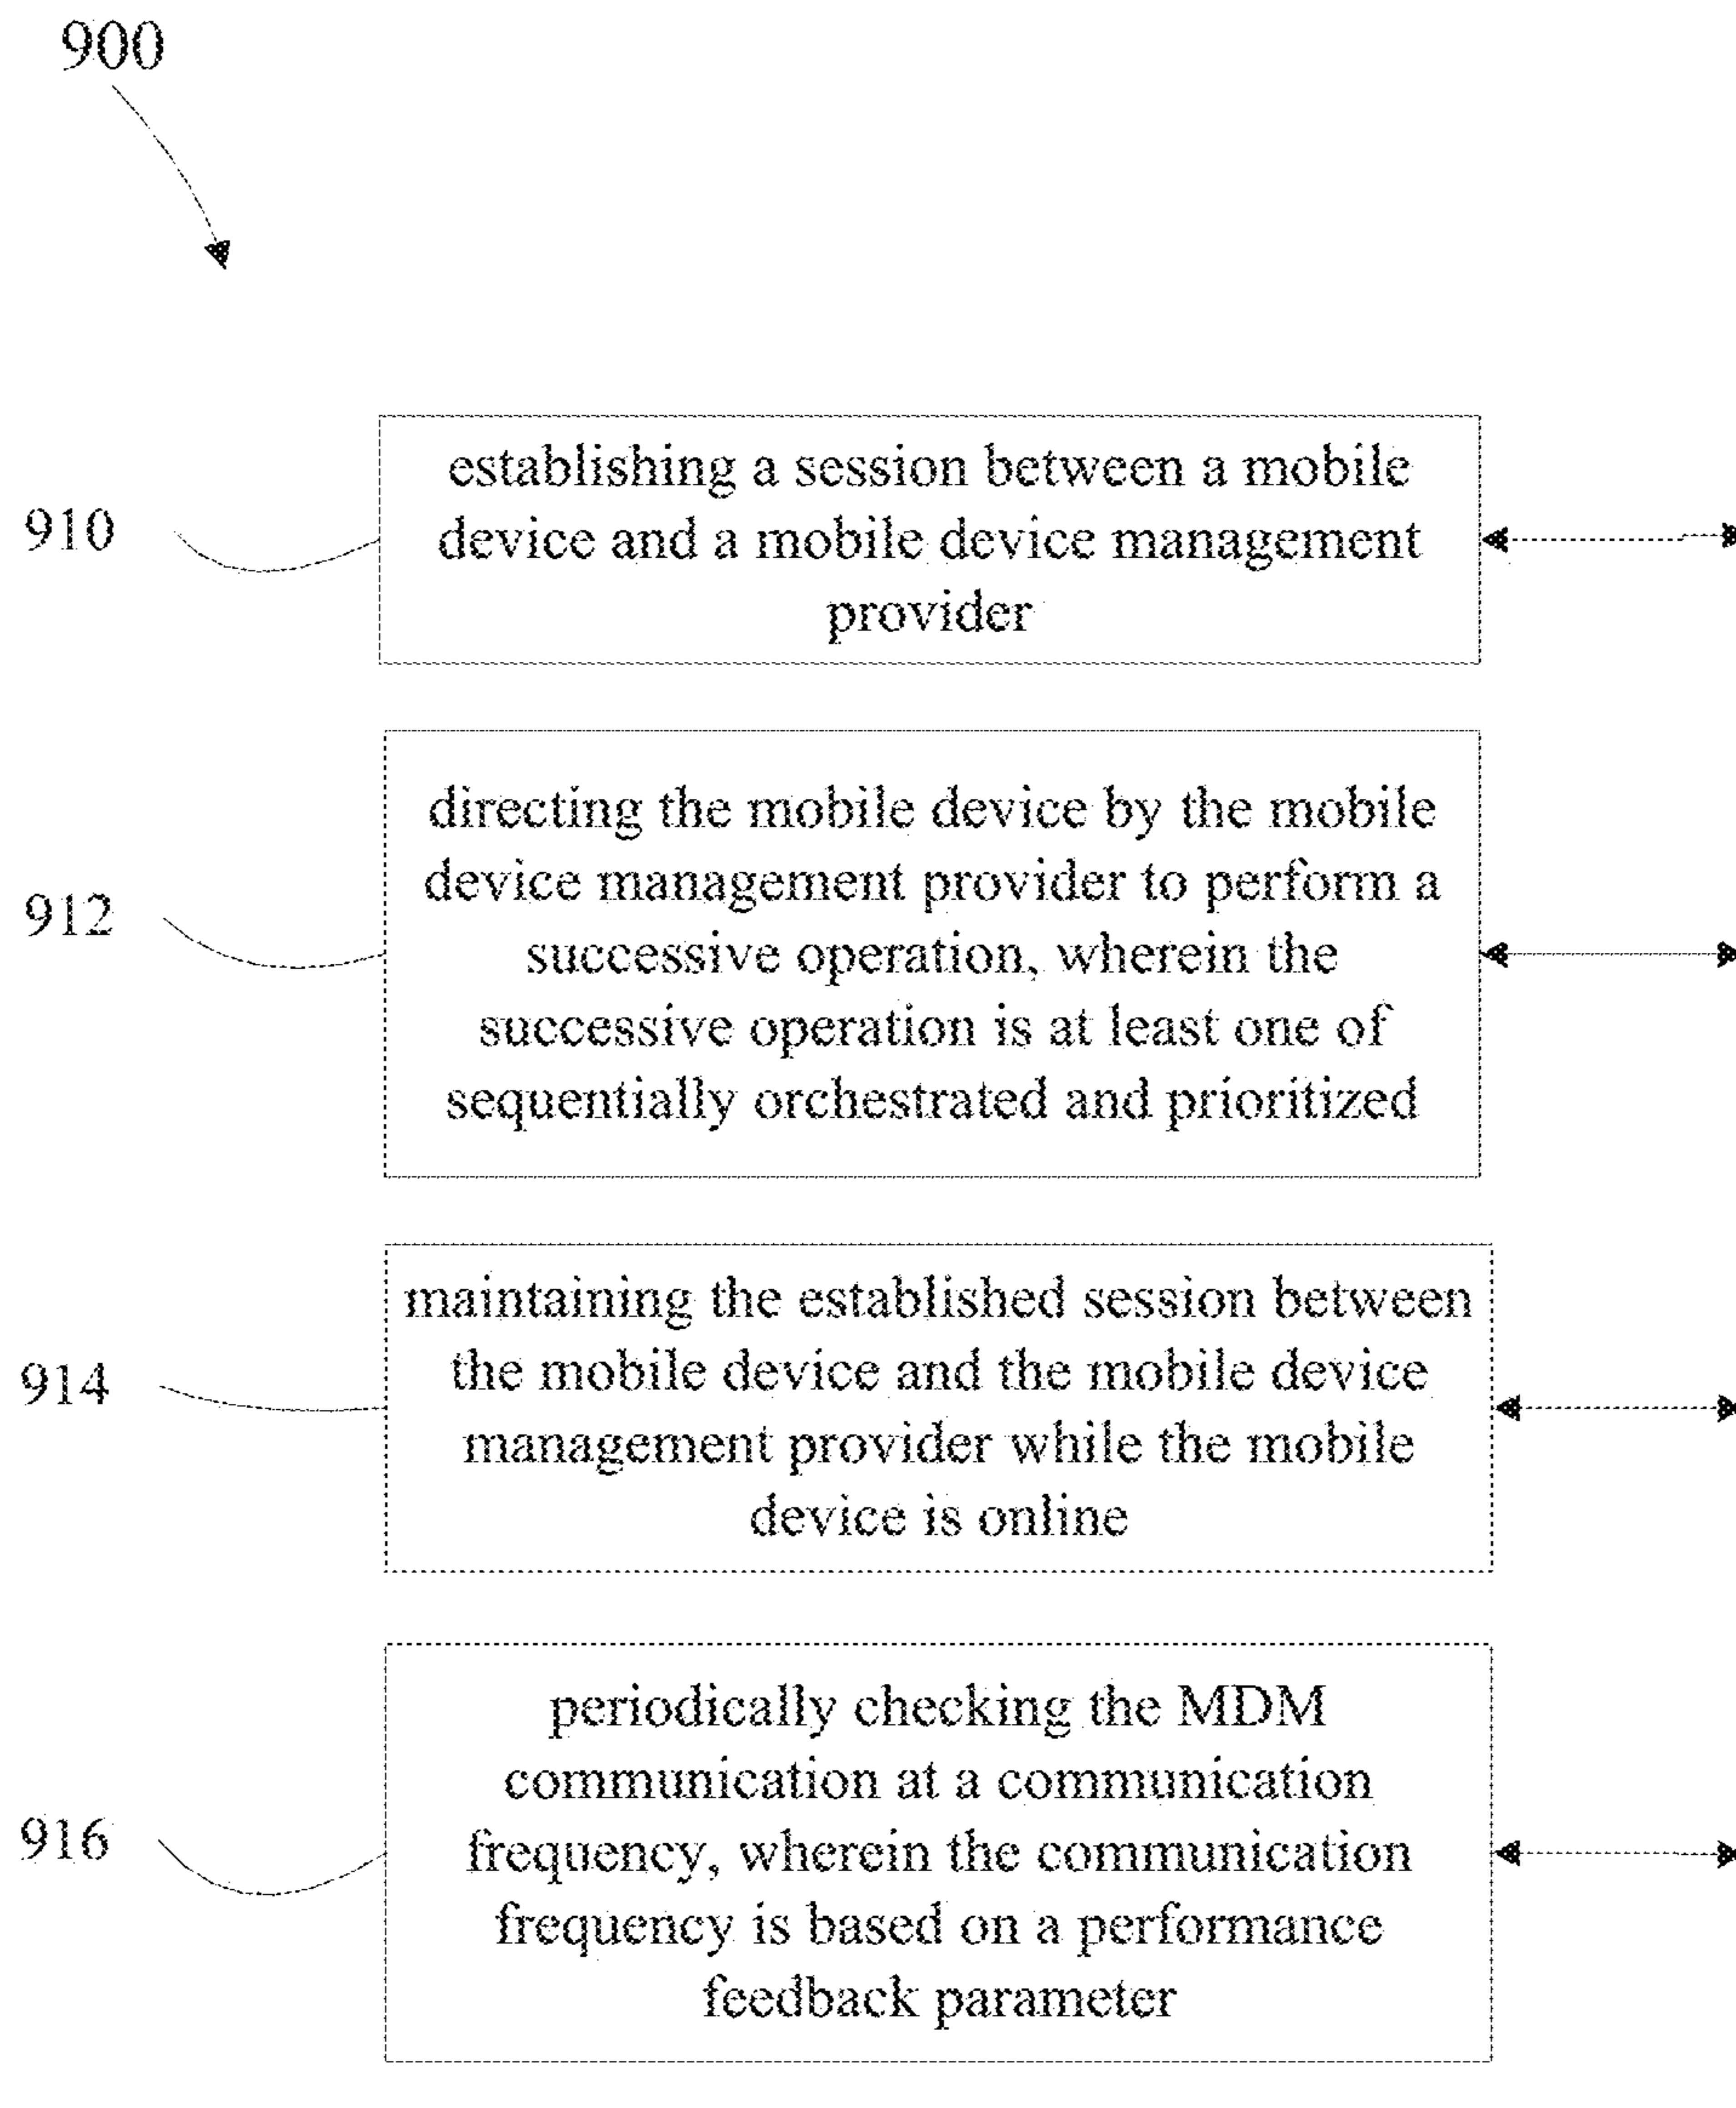 900
910
establishing a session between a mobile
device and a mobile device management
provider
912
directing the mobile device by the mobile
device management provider to perform a
successive operation, wherein the
successive operation is at least one of
sequentially orchestrated and prioritized
914
maintaining the established session between
the mobile device and the mobile device
management provider while the mobile
device is online
916
periodically checking the MDM
communication at a communication
frequency, wherein the communication
frequency is based on a performance
feedback parameter